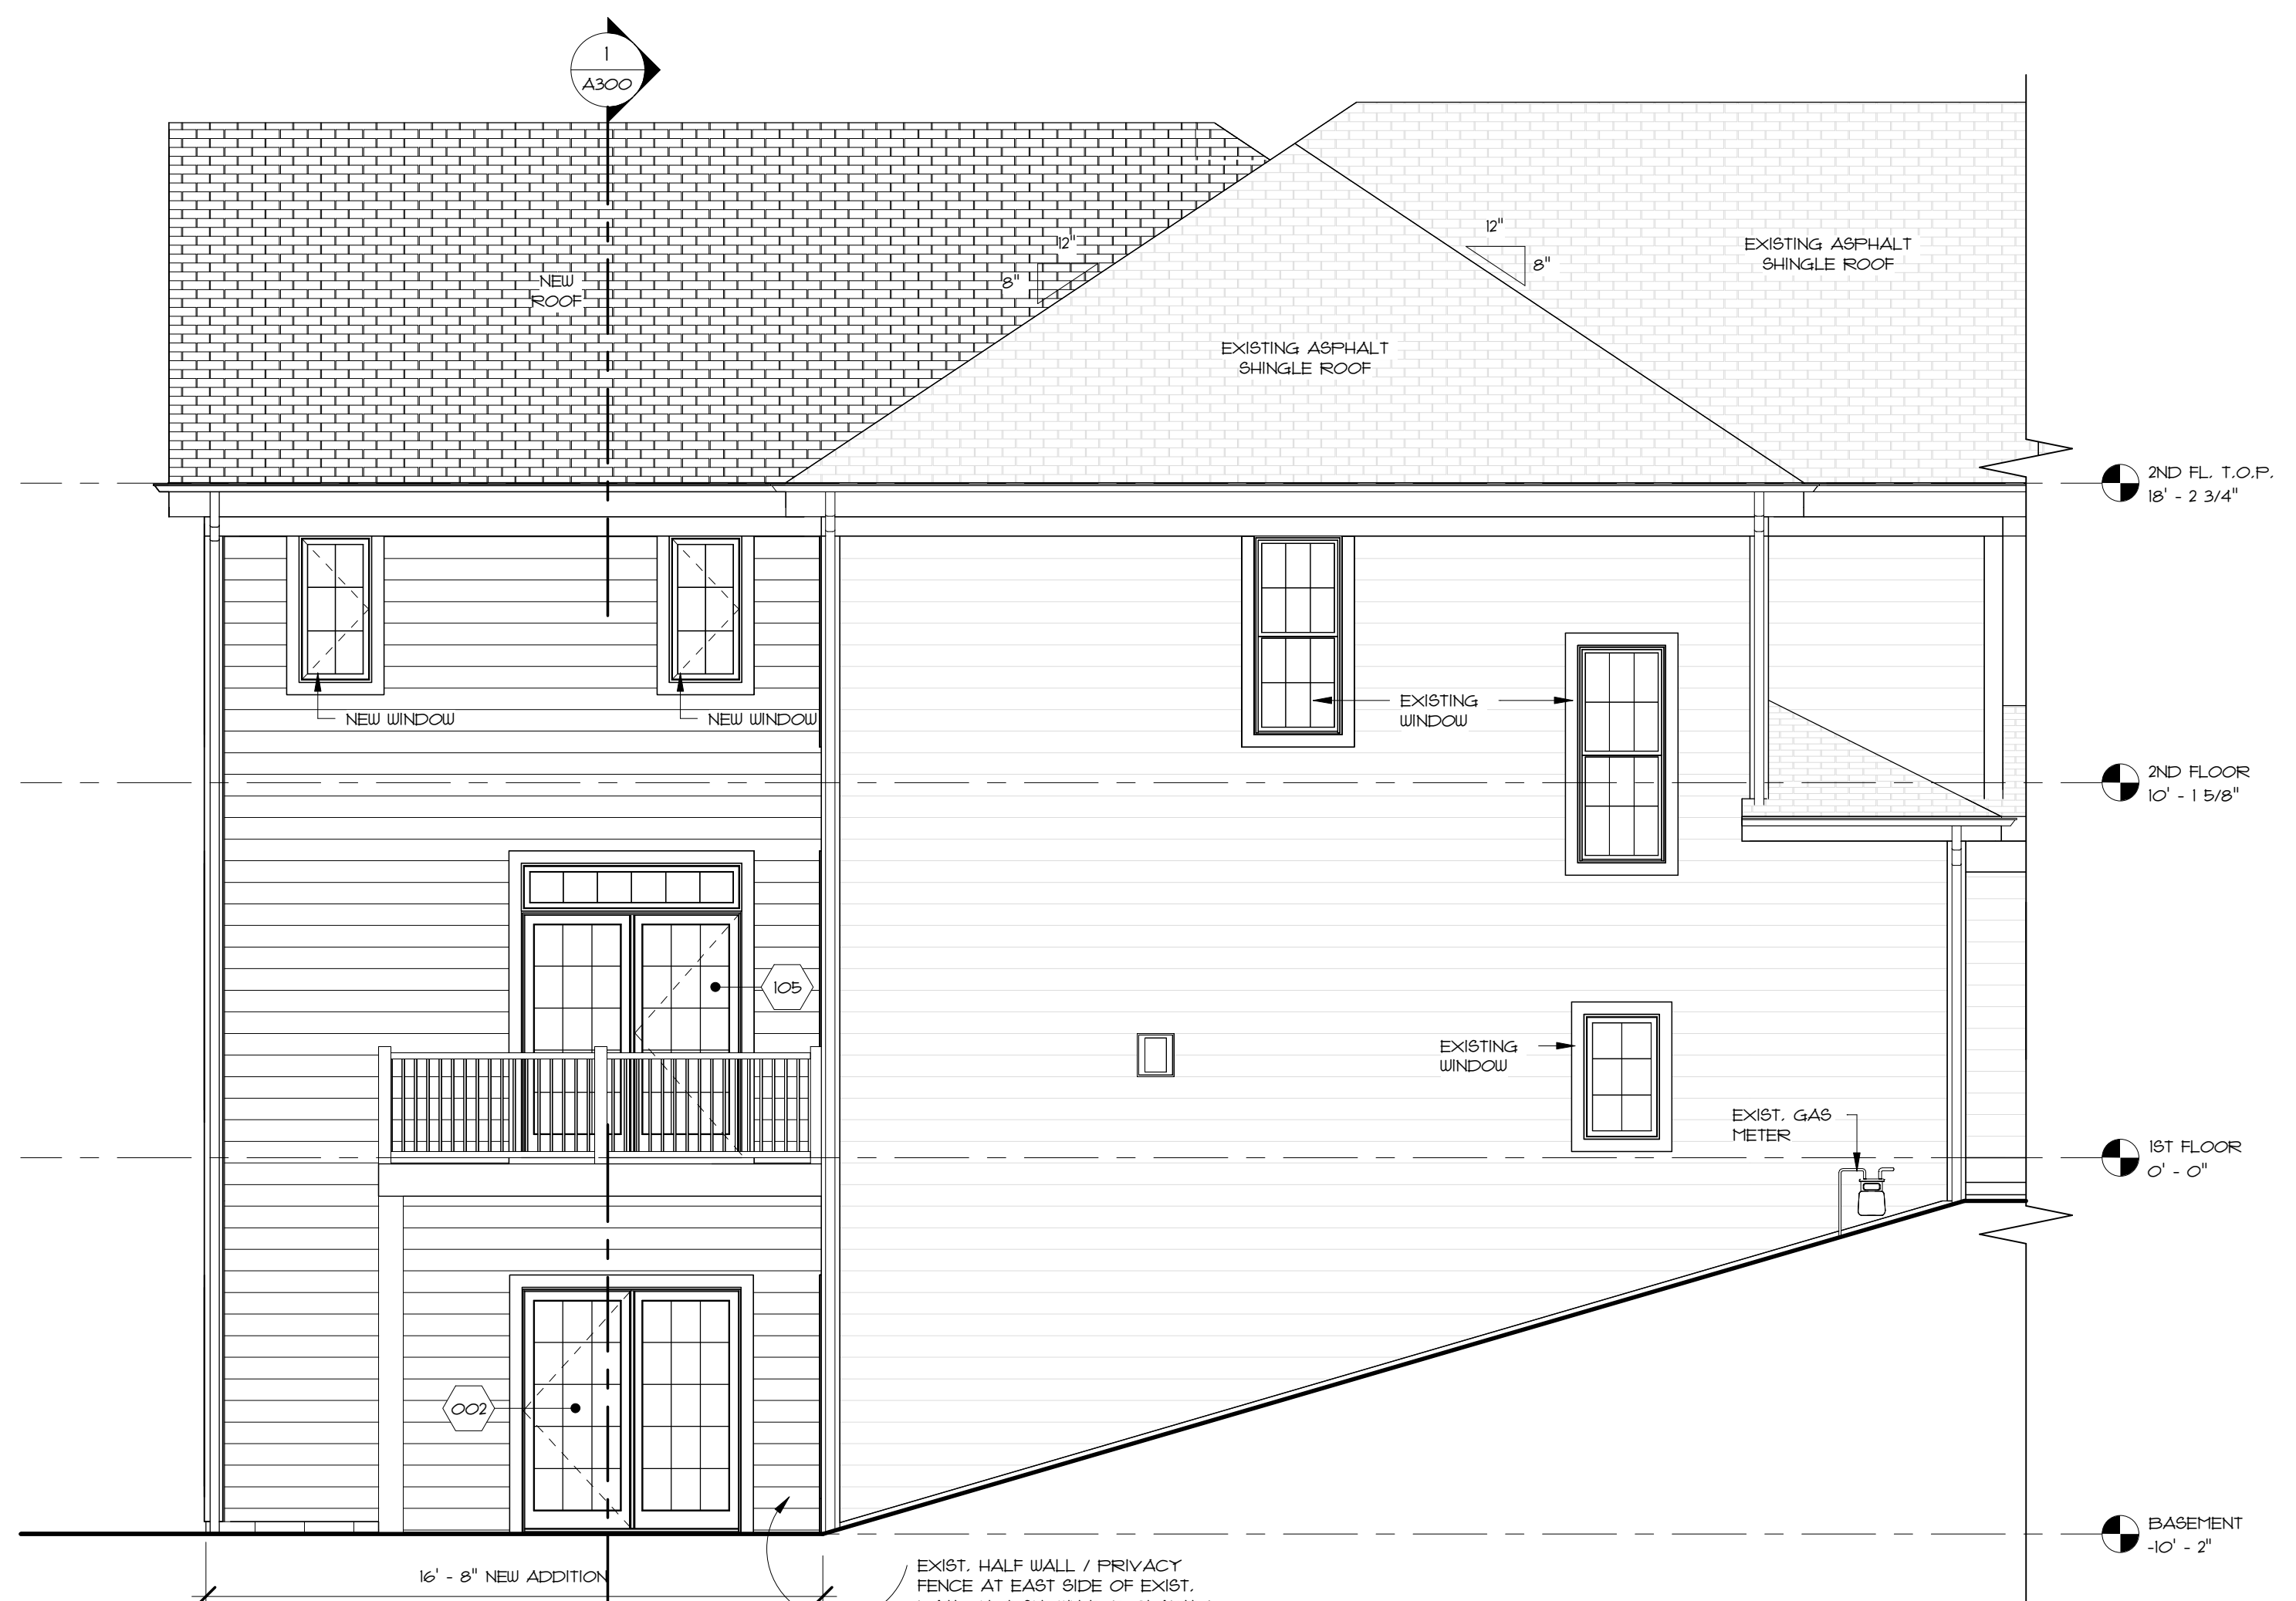 1
A300
12"
8"
12"
8"
NEW
ROOF
EXISTING ASPHALT
SHINGLE ROOF
EXISTING ASPHALT
SHINGLE ROOF
2ND FL. T.O.P.
18' - 2 3/4"
NEW WINDOW
NEW WINDOW
EXISTING
WINDOW
2ND FLOOR
10' - 1 5/8"
105
EXISTING
WINDOW
EXIST. GAS
METER
1ST FLOOR
0' - 0"
002
BASEMENT
-10' - 2"
16' - 8" NEW ADDITION
EXIST. HALF WALL / PRIVACY
FENCE AT EAST SIDE OF EXIST.